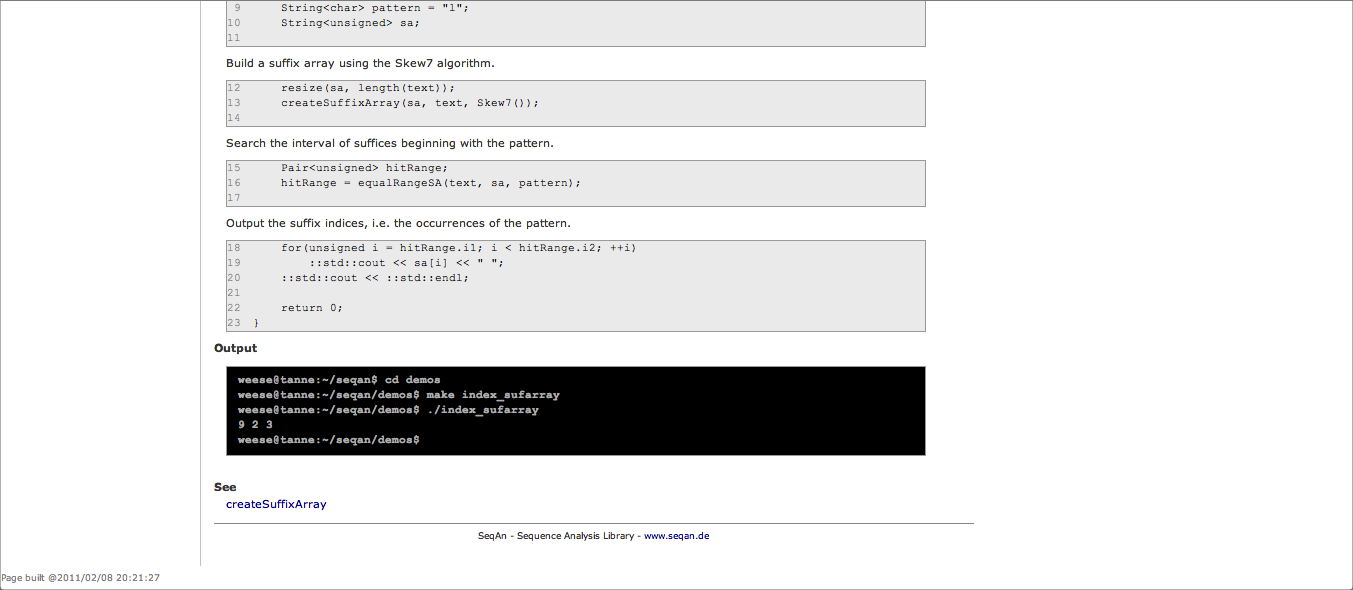 9 String<char> pattern = "l";
10 String<unsigned> sa;
11
Build a suffix array using the Skew7 algorithm.
12 resize(sa, length(text));
13 createSuffixArray(sa, text, Skew7());
14
Search the interval of suffices beginning with the pattern.
15 Pair<unsigned> hitRange;
16 hitRange = equalRangeSA(text, sa, pattern);
17
Output the suffix indices, i.e. the occurrences of the pattern.
18 for(unsigned i = hitRange.i1; i < hitRange.i2; ++i)
19 ::std::cout << sa[i] << " ";
20 ::std::cout << ::std::endl;
21
22 return 0;
23 }
Output
weese@tanne:~/seqan$ cd demos
weese@tanne:~/seqan/demos$ make index_sufarray
weese@tanne:~/seqan/demos$ ./index_sufarray
9 2 3
weese@tanne:~/seqan/demos$
See
createSuffixArray
SeqAn - Sequence Analysis Library - www.seqan.de
Page built @2011/02/08 20:21:27